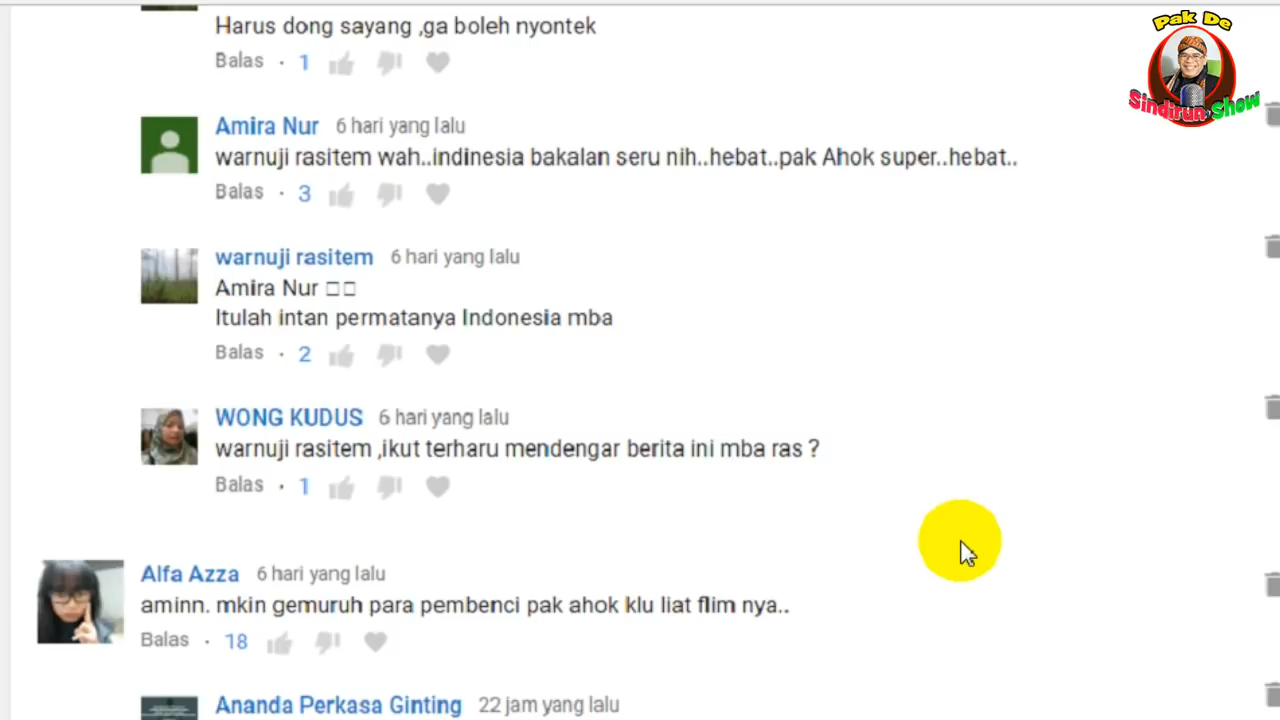 Pak De
Sindirun Show
Harus dong sayang ,ga boleh nyontek
Balas · 1
Amira Nur 6 hari yang lalu
warnuji rasitem wah..indinesia bakalan seru nih..hebat..pak Ahok super..hebat..
Balas · 3
warnuji rasitem 6 hari yang lalu
Amira Nur □□
Itulah intan permatanya Indonesia mba
Balas · 2
WONG KUDUS 6 hari yang lalu
warnuji rasitem ,ikut terharu mendengar berita ini mba ras ?
Balas · 1
Alfa Azza 6 hari yang lalu
aminn. mkin gemuruh para pembenci pak ahok klu liat flim nya..
Balas · 18
Ananda Perkasa Ginting 22 jam yang lalu